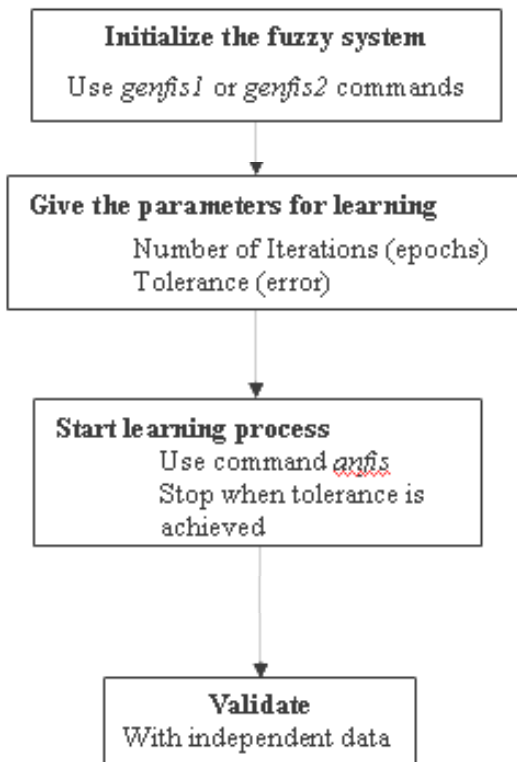 Initialize the fuzzy system
Use genfis1 or genfis2 commands
Give the parameters for learning
Number of Iterations (epochs)
Tolerance (error)
Start learning process
Use command anfis
Stop when tolerance is
achieved
Validate
With independent data